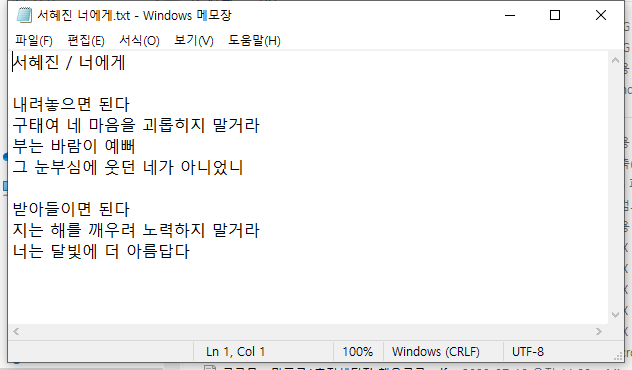 서혜진 너에게.txt - Windows 메모장
파일(F) 편집(E) 서식(O) 보기(V) 도움말(H)
서혜진 / 너에게
내려놓으면 된다
구태여 네 마음을 괴롭히지 말거라
부는 바람이 예뻐
그 눈부심에 웃던 네가 아니었니
받아들이면 된다
지는 해를 깨우려 노력하지 말거라
너는 달빛에 더 아름답다
Ln 1, Col 1 100% Windows (CRLF) UTF-8